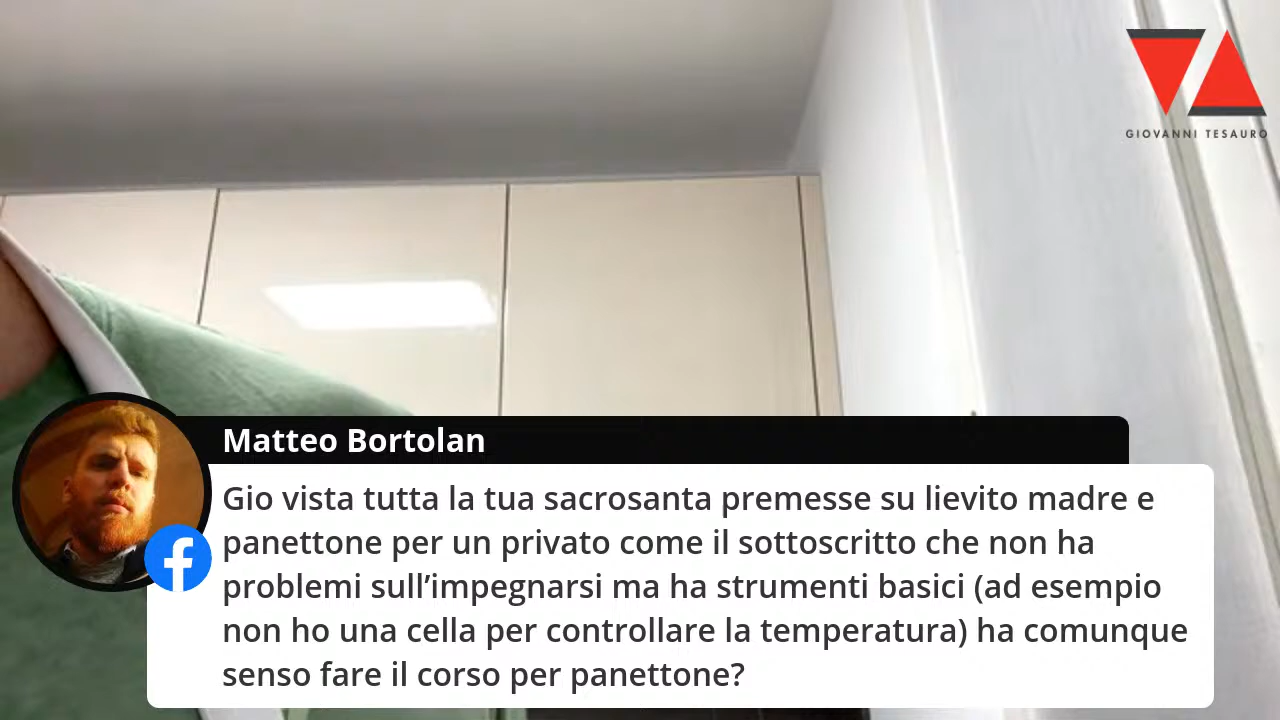 GIOVANNI TESAURO
Matteo Bortolan
Gio vista tutta la tua sacrosanta premesse su lievito madre e
panettone per un privato come il sottoscritto che non ha
problemi sull’impegnarsi ma ha strumenti basici (ad esempio
non ho una cella per controllare la temperatura) ha comunque
senso fare il corso per panettone?